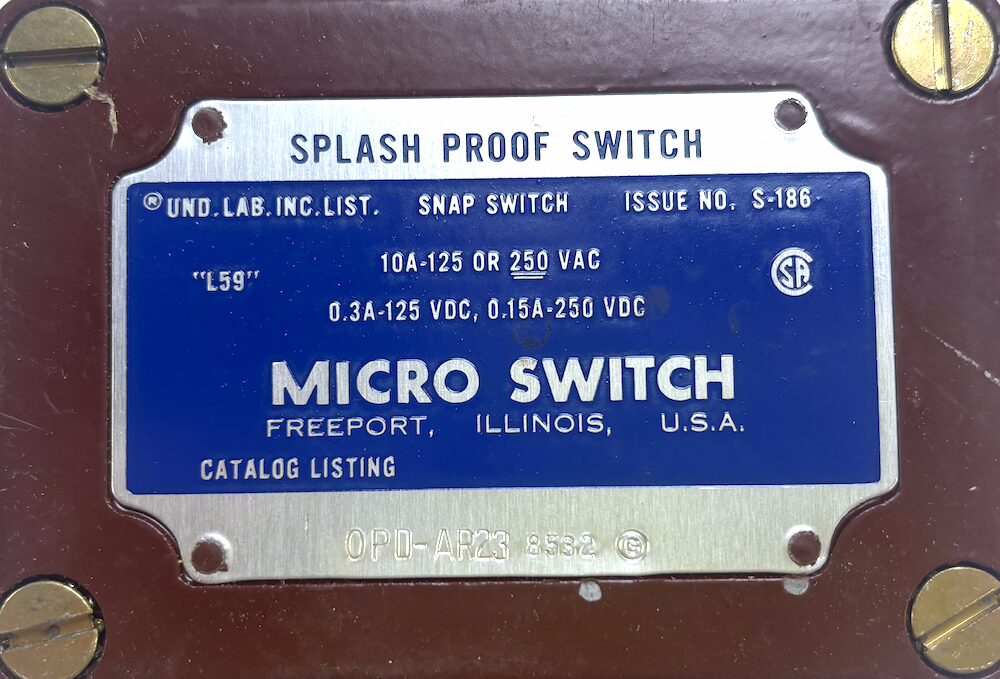 SPLASH PROOF SWITCH
® UND. LAB. INC. LIST. SNAP SWITCH ISSUE NO. S-186
10A-125 OR 250 VAC
"L59"
CSA
0.3A-125 VDC, 0.15A-250 VDC
MICRO SWITCH
FREEPORT, ILLINOIS, U.S.A.
CATALOG LISTING
OPD-AR23 8532 ©